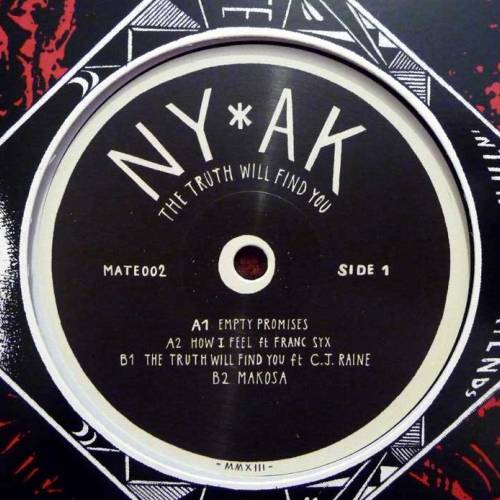 NY*AK
THE TRUTH WILL FIND YOU
MATE002
SIDE 1
A1 EMPTY PROMISES
A2 HOW I FEEL ft FRANC SYX
B1 THE TRUTH WILL FIND YOU ft C.J. RAINE
B2 MAKOSA
-MMXIII-